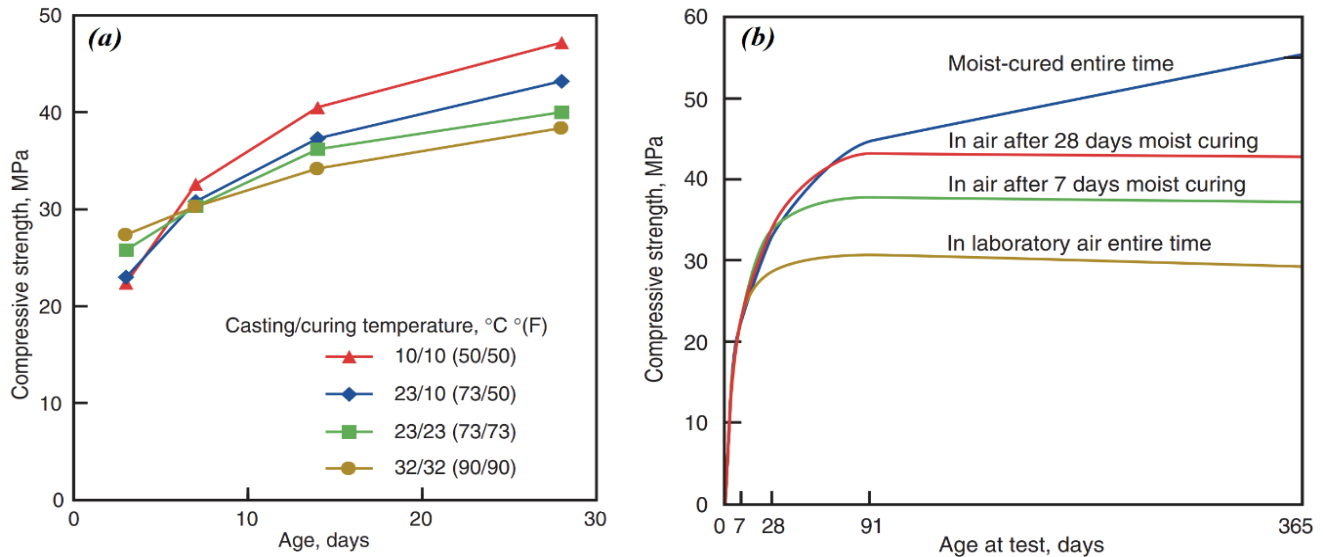 (a)
Compressive strength, MPa
50
40
30
20
10
0
0
10
20
30
Age, days
Casting/curing temperature, °C °(F)
10/10 (50/50)
23/10 (73/50)
23/23 (73/73)
32/32 (90/90)
(b)
Compressive strength, MPa
60
50
40
30
20
10
0
0
7
28
91
365
Age at test, days
Moist-cured entire time
In air after 28 days moist curing
In air after 7 days moist curing
In laboratory air entire time